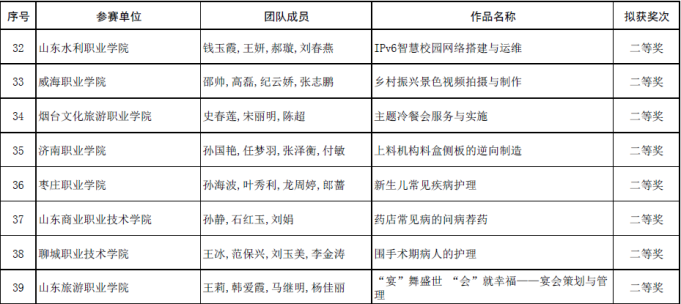 序号 参赛单位 团队成员 作品名称 拟获奖次
32 山东水利职业学院 钱玉霞,王妍,郝璇,刘春燕 IPv6智慧校园网络搭建与运维 二等奖
33 威海职业学院 邵帅,高磊,纪云娇,张志鹏 乡村振兴景色视频拍摄与制作 二等奖
34 烟台文化旅游职业学院 史春莲,宋丽明,陈超 主题冷餐会服务与实施 二等奖
35 济南职业学院 孙国艳,任梦羽,张泽衡,付敏 上料机构料盒侧板的逆向制造 二等奖
36 枣庄职业学院 孙海波,叶秀利,龙周婷,郎蕾 新生儿常见疾病护理 二等奖
37 山东商业职业技术学院 孙静,石红玉,刘娟 药店常见病的问病荐药 二等奖
38 聊城职业技术学院 王冰,范保兴,刘玉美,李金涛 围手术期病人的护理 二等奖
39 山东旅游职业学院 王莉,韩爱霞,马继明,杨佳丽 “宴”舞盛世 “会”就幸福——宴会策划与管
理 二等奖